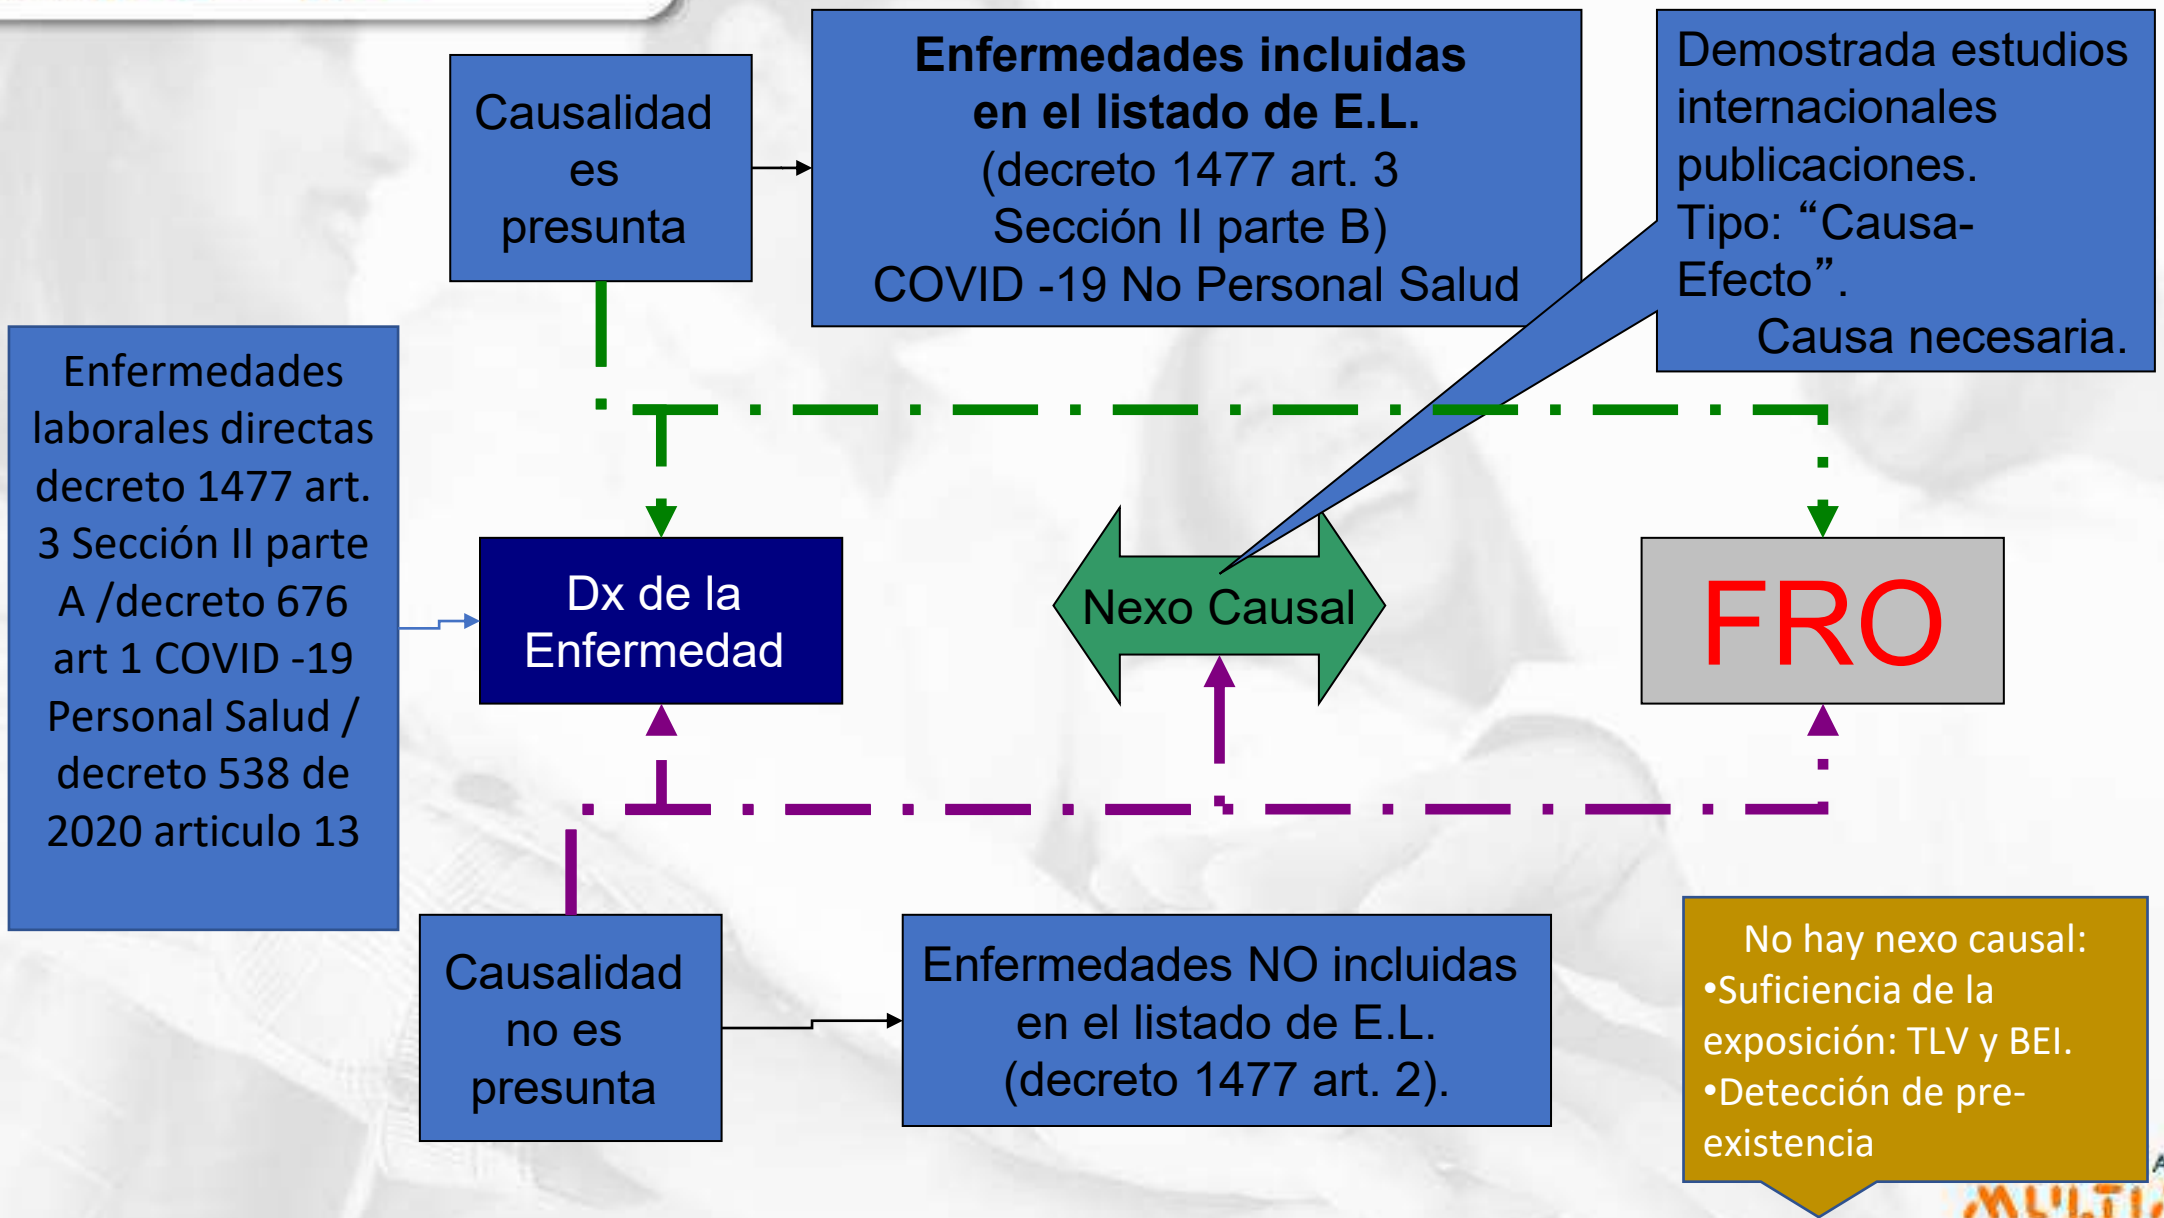 Causalidad
es
presunta
Enfermedades incluidas
en el listado de E.L.
(decreto 1477 art. 3
Sección II parte B)
COVID -19 No Personal Salud
Demostrada estudios
internacionales
publicaciones.
Tipo: “Causa-
Efecto”.
Causa necesaria.
Enfermedades
laborales directas
decreto 1477 art.
3 Sección II parte
A /decreto 676
art 1 COVID -19
Personal Salud /
decreto 538 de
2020 articulo 13
Dx de la
Enfermedad
Nexo Causal
FRO
Causalidad
no es
presunta
Enfermedades NO incluidas
en el listado de E.L.
(decreto 1477 art. 2).
No hay nexo causal:
•Suficiencia de la
exposición: TLV y BEI.
•Detección de pre-
existencia